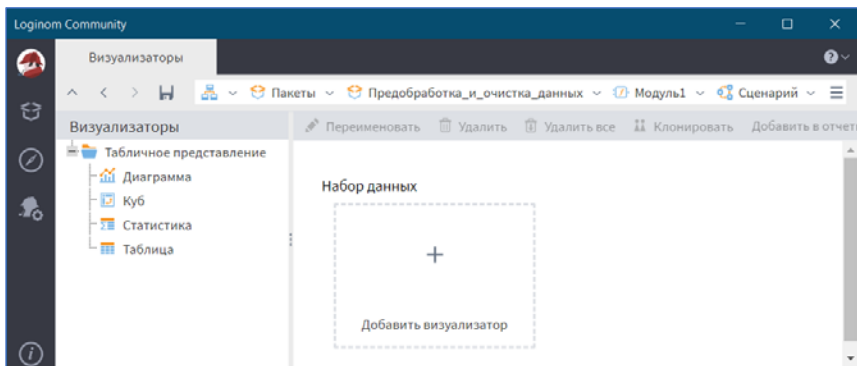 Loginom Community
Визуализаторы
Пакеты Предобработка_и_очистка_данных Модуль1 Сценарий
Визуализаторы
Переименовать Удалить Удалить все Клонировать Добавить в отчет
Табличное представление
Диаграмма
Куб
Статистика
Таблица
Набор данных
+
Добавить визуализатор